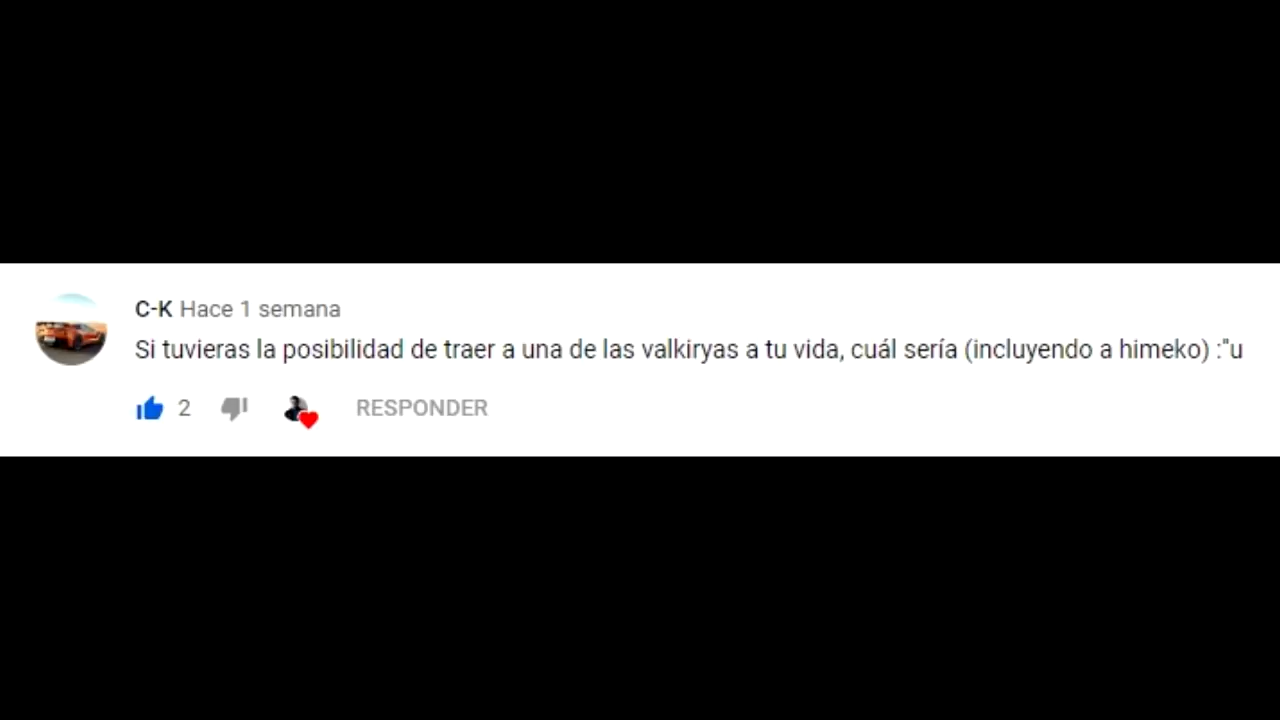 C-K Hace 1 semana
Si tuvieras la posibilidad de traer a una de las valkiryas a tu vida, cuál sería (incluyendo a himeko) :"u
2 RESPONDER